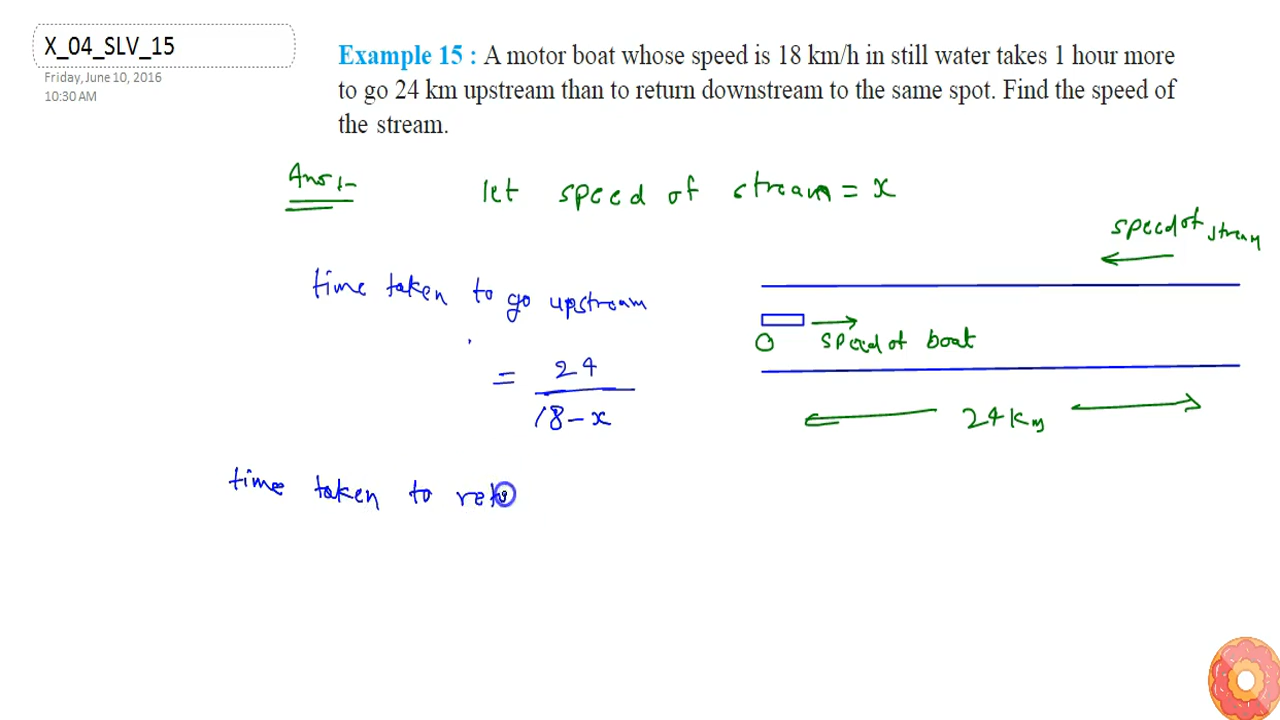 X_04_SLV_15
Friday, June 10, 2016
10:30 AM
Example 15 : A motor boat whose speed is 18 km/h in still water takes 1 hour more
to go 24 km upstream than to return downstream to the same spot. Find the speed of
the stream.
Ans :-
let speed of stream = x
speed of stream
time taken to go upstream
speed of boat
= 24
18 - x
24 Km
time taken to